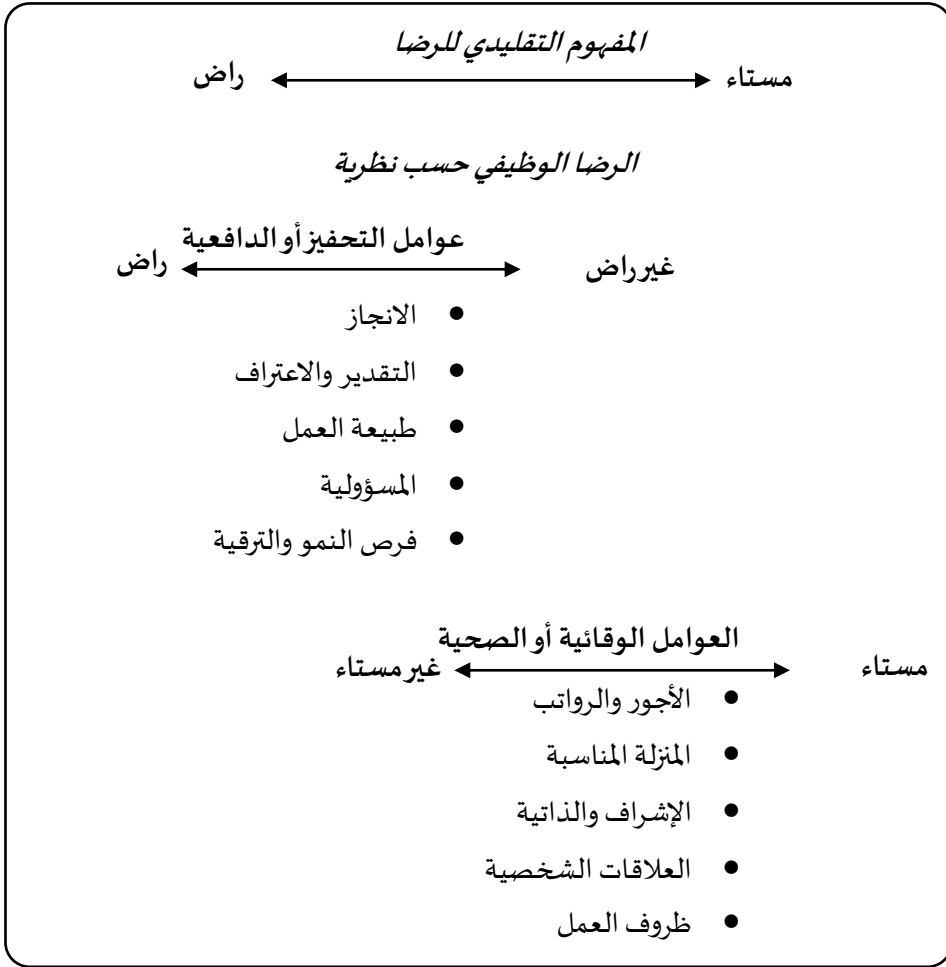 المفهوم التقليدي للرضا
مستاء راض
الرضا الوظيفي حسب نظرية
عوامل التحفيز أو الدافعية
غير راض راض
• الانجاز
• التقدير والاعتراف
• طبيعة العمل
• المسؤولية
• فرص النمو والترقية
العوامل الوقائية أو الصحية
مستاء غير مستاء
• الأجور والرواتب
• المنزلة المناسبة
• الإشراف والذاتية
• العلاقات الشخصية
• ظروف العمل